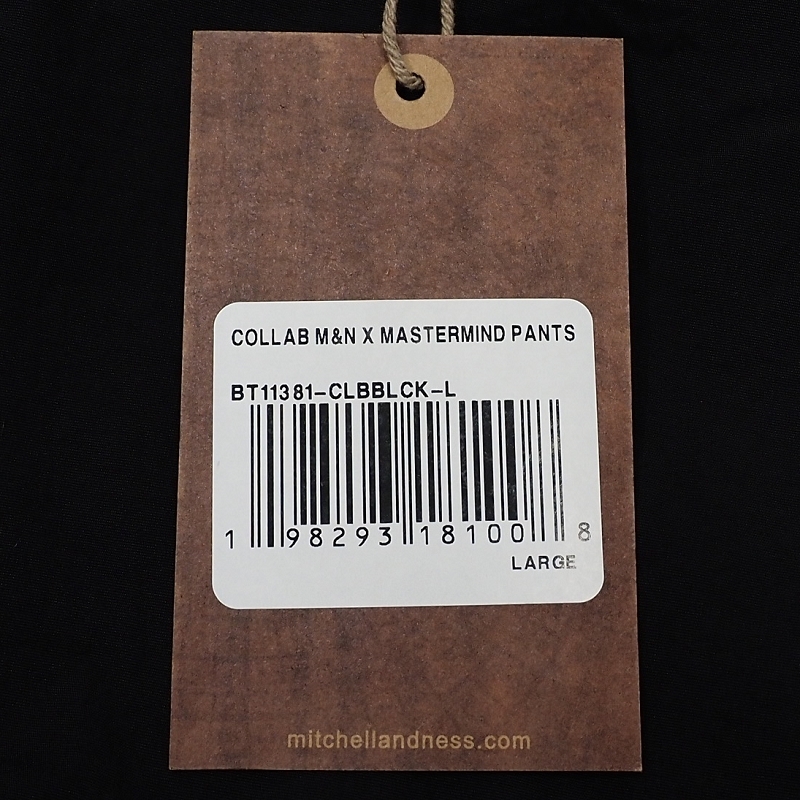 COLLAB M&N X MASTERMIND PANTS
BT11381-CLBBLCK-L
1 98293 18100 8
LARGE
mitchellandness.com